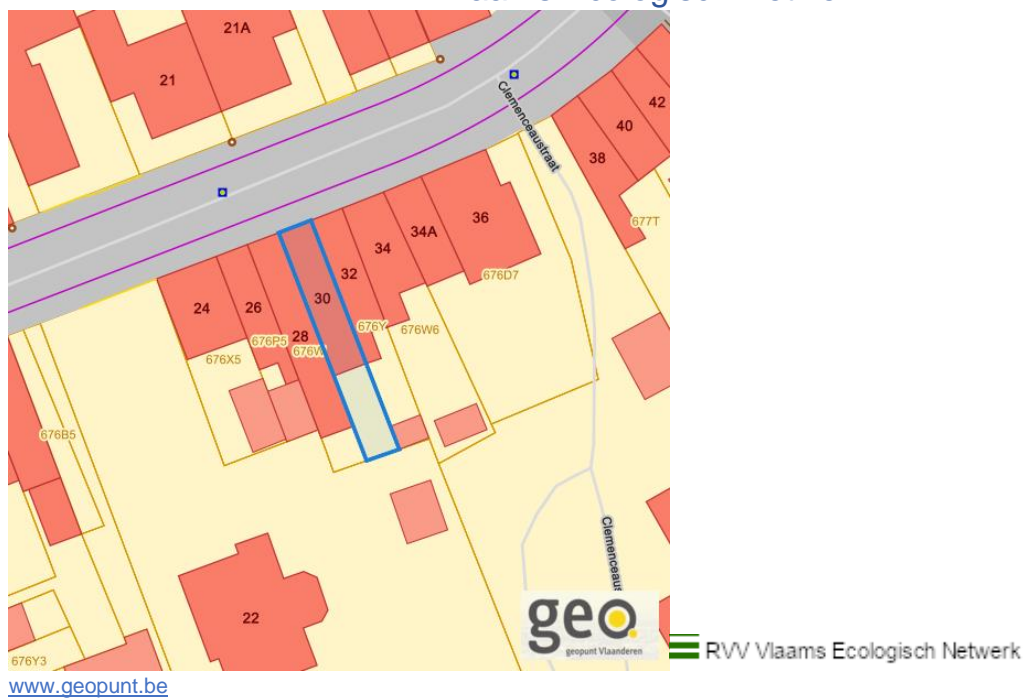 21A
21
42
40
38
Clemenceaustraat
677T
36
34A
34
32
30
28
26
24
676D7
676Y
676W6
676P5
676W
676X5
676B5
Clemenceaus
22
676Y3
geo
geopunt Vlaanderen
RVV Vlaams Ecologisch Netwerk
www.geopunt.be